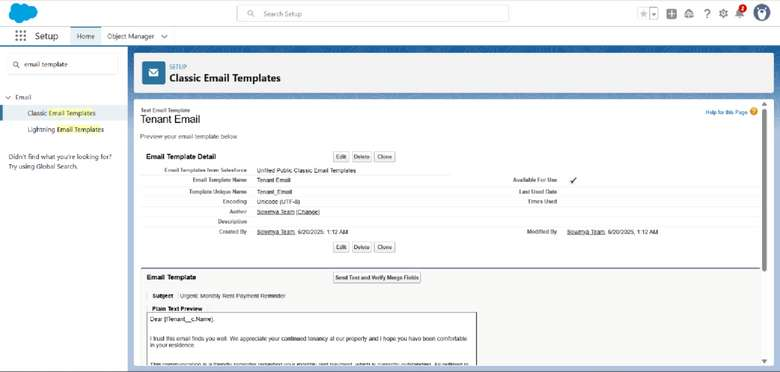 Search Setup
2
Setup
Home
Object Manager
email template
Email
Classic Email Templates
Lightning Email Templates
Didn't find what you're looking for?
Try using Global Search.
SETUP
Classic Email Templates
Text Email Template
Tenant Email
Help for this Page
Preview your email template below.
Email Template Detail
Edit Delete Clone
Email Templates from Salesforce Unfiled Public Classic Email Templates
Email Template Name Tenant Email Available For Use
Template Unique Name Tenant_Email Last Used Date
Encoding Unicode (UTF-8) Times Used
Author Sowmya Team [Change]
Description
Created By Sowmya Team, 6/20/2025, 1:12 AM Modified By Sowmya Team, 6/20/2025, 1:12 AM
Edit Delete Clone
Email Template
Send Test and Verify Merge Fields
Subject Urgent: Monthly Rent Payment Reminder
Plain Text Preview
Dear {!Tenant__c.Name},
I trust this email finds you well. We appreciate your continued tenancy at our property and I hope you have been comfortable
in your residence.